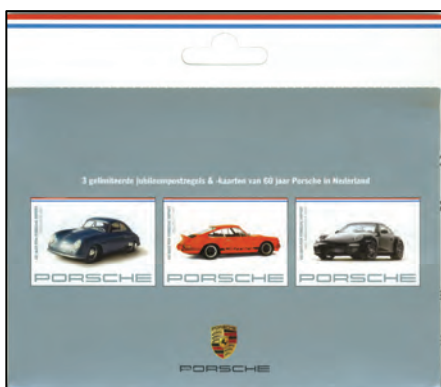 3 gelimiteerde jubileumpostzegels & -kaarten van 60 jaar Porsche in Nederland
PORSCHE
PORSCHE
PORSCHE
PORSCHE